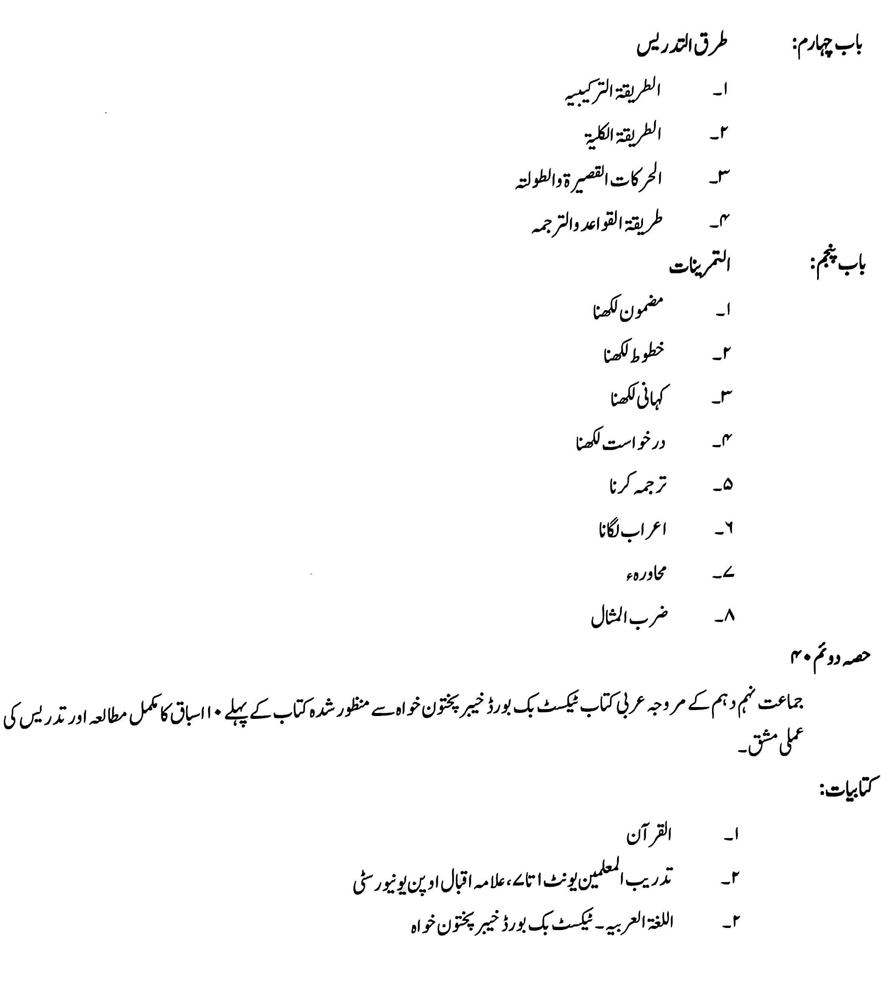 باب چہارم: طرق التدریس
۱۔ الطریقۃ الترکیبیہ
۲۔ الطریقۃ الکلیۃ
۳۔ الحرکات القصیرۃ والطولتہ
۴۔ طریقۃ القواعد والترجمہ
باب پنجم: التمرینات
۱۔ مضمون لکھنا
۲۔ خطوط لکھنا
۳۔ کہانی لکھنا
۴۔ درخواست لکھنا
۵۔ ترجمہ کرنا
۶۔ اعراب لگانا
۷۔ محاورہء
۸۔ ضرب المثال
حصہ دوئم ۴۰
جماعت نہم دہم کے مروجہ عربی کتاب ٹیکسٹ بک بورڈ خیبر پختون خواہ سے منظور شدہ کتاب کے پہلے ۱۰ اسباق کا مکمل مطالعہ اور تدریس کی
عملی مشق۔
کتابیات:
۱۔ القرآن
۲۔ تدریب المعلمین یونٹ ۱ تا ۷، علامہ اقبال اوپن یونیورسٹی
۲۔ اللغۃ العربیہ۔ ٹیکسٹ بک بورڈ خیبر پختون خواہ